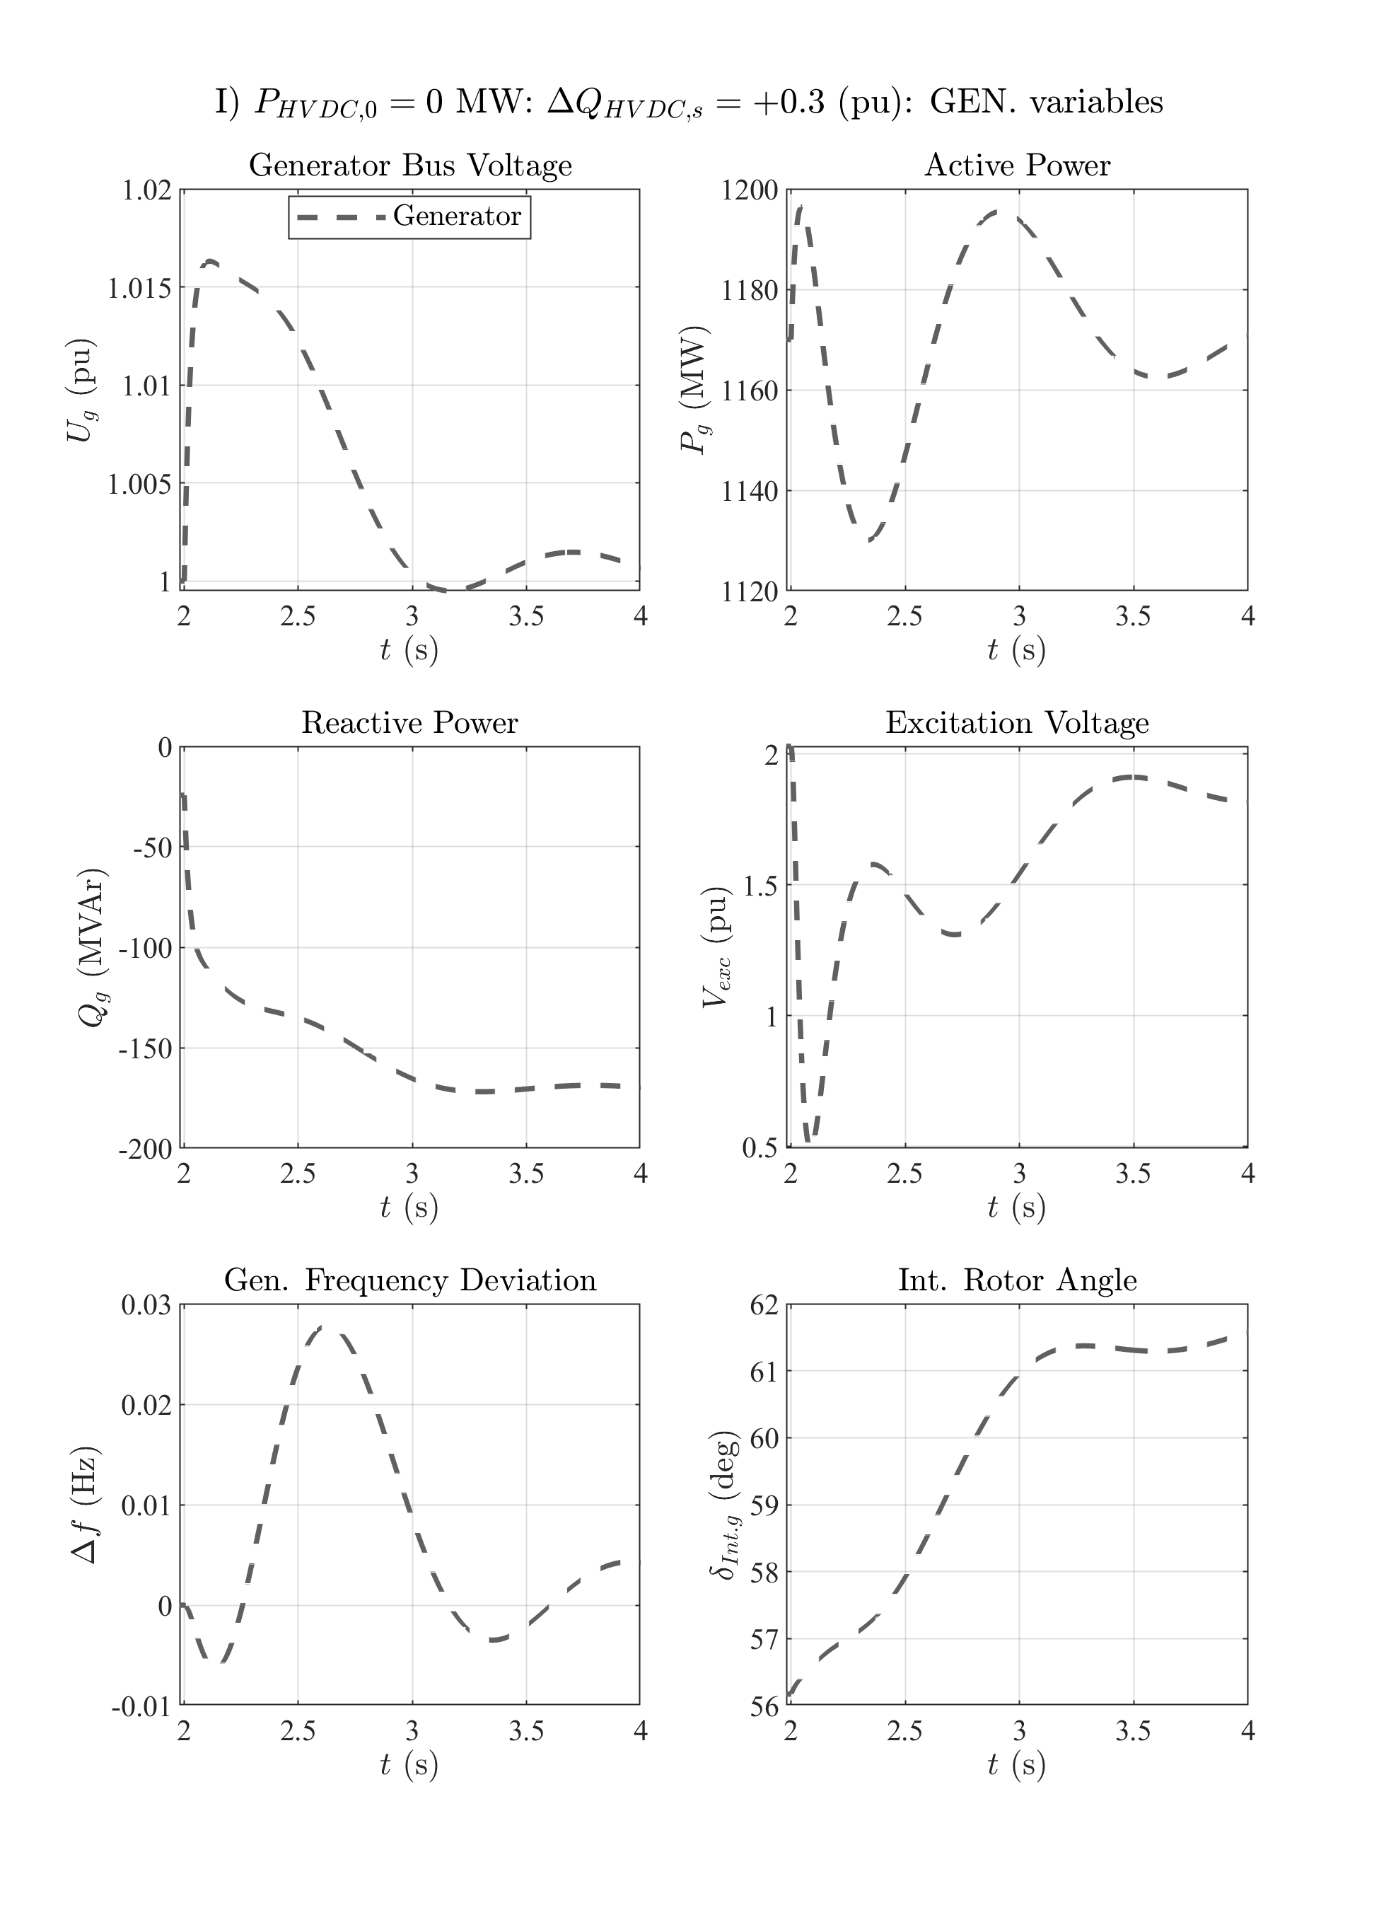 I) P_{HVDC,0} = 0 MW: ΔQ_{HVDC,s} = +0.3 (pu): GEN. variables
Generator Bus Voltage
1.02
1.015
1.01
1.005
1
U_g (pu)
Generator
2 2.5 3 3.5 4
t (s)
Active Power
1200
1180
1160
1140
1120
P_g (MW)
2 2.5 3 3.5 4
t (s)
Reactive Power
0
-50
-100
-150
-200
Q_g (MVAr)
2 2.5 3 3.5 4
t (s)
Excitation Voltage
2
1.5
1
0.5
V_{exc} (pu)
2 2.5 3 3.5 4
t (s)
Gen. Frequency Deviation
0.03
0.02
0.01
0
-0.01
Δf (Hz)
2 2.5 3 3.5 4
t (s)
Int. Rotor Angle
62
61
60
59
58
57
56
δ_{Int.g} (deg)
2 2.5 3 3.5 4
t (s)